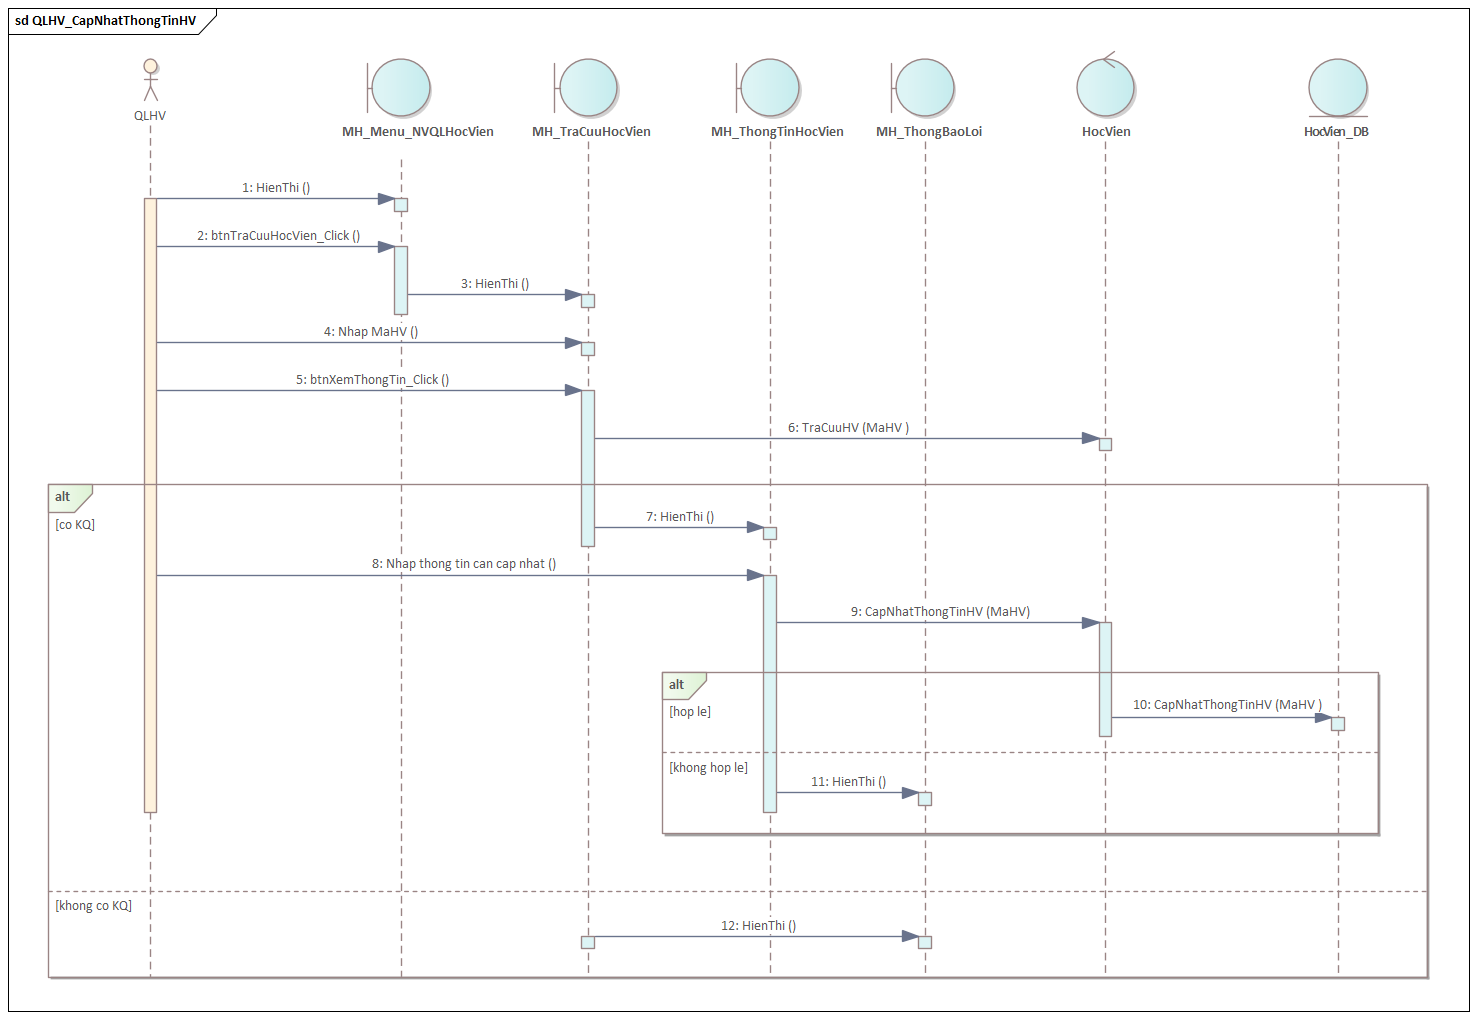 sd QLHV_CapNhatThongTinHV
QLHV
MH_Menu_NVQLHocVien
MH_TraCuuHocVien
MH_ThongTinHocVien
MH_ThongBaoLoi
HocVien
HocVien_DB
1: HienThi ()
2: btnTraCuuHocVien_Click ()
3: HienThi ()
4: Nhap MaHV ()
5: btnXemThongTin_Click ()
6: TraCuuHV (MaHV )
alt
[co KQ]
7: HienThi ()
8: Nhap thong tin can cap nhat ()
9: CapNhatThongTinHV (MaHV)
alt
[hop le]
10: CapNhatThongTinHV (MaHV )
[khong hop le]
11: HienThi ()
[khong co KQ]
12: HienThi ()